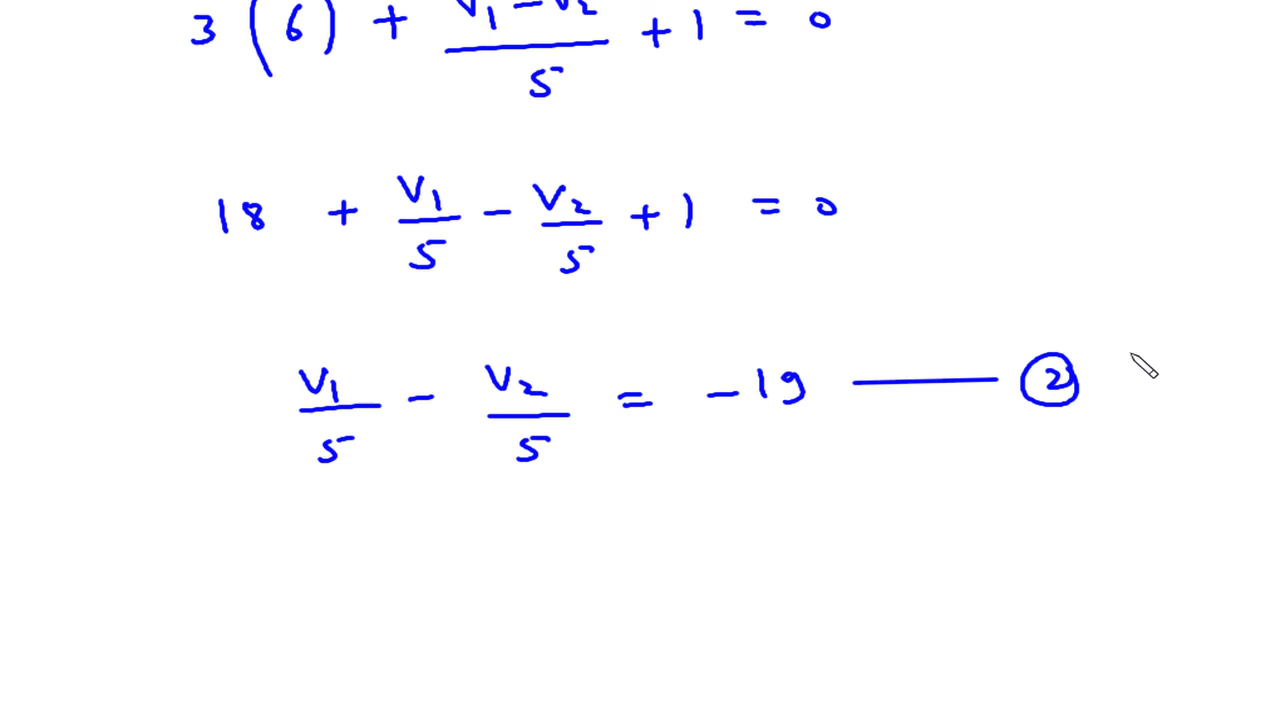 3 (6) + (V1 - V2)/5 + 1 = 0
18 + V1/5 - V2/5 + 1 = 0
V1/5 - V2/5 = -19 —— ②